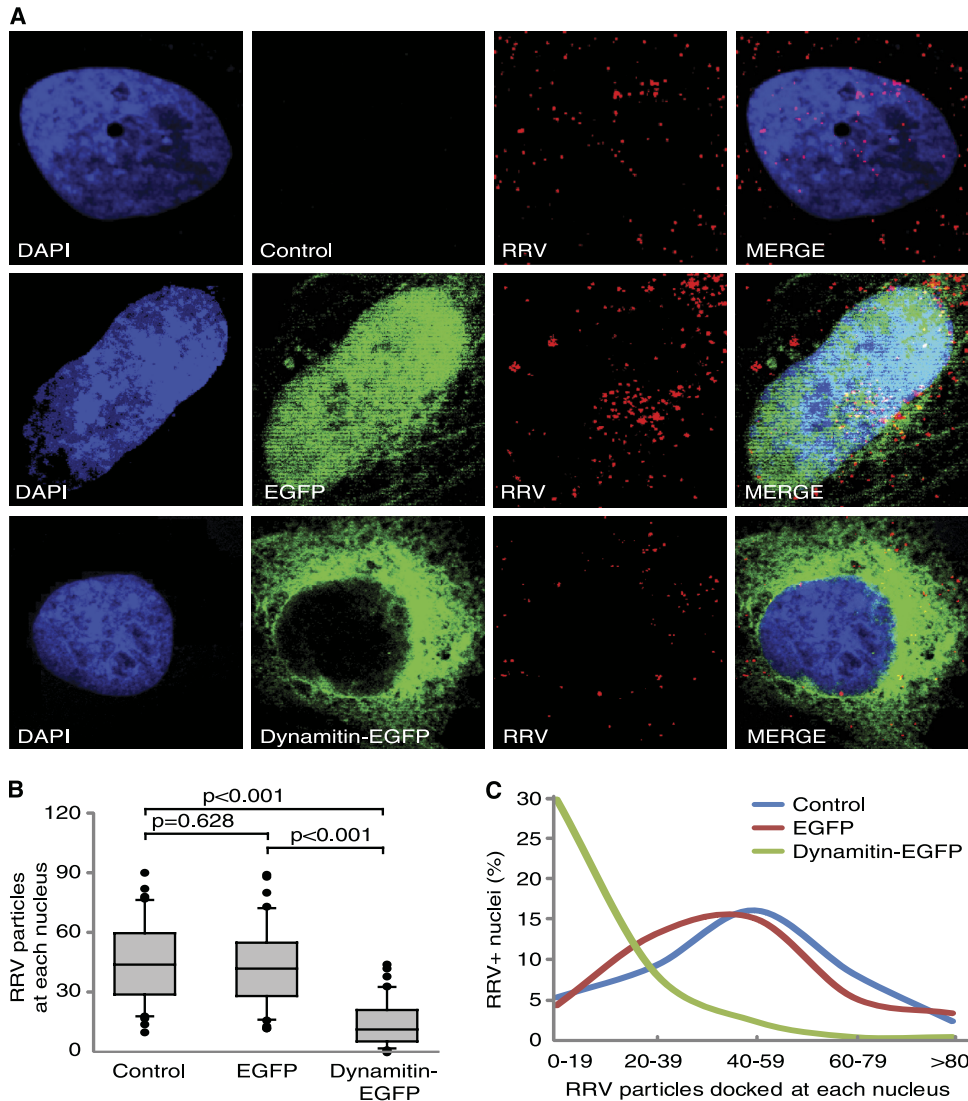 A
DAPI
Control
RRV
MERGE
DAPI
EGFP
RRV
MERGE
DAPI
Dynamitin-EGFP
RRV
MERGE
B
RRV particles
at each nucleus
120
90
60
30
0
p<0.001
p=0.628
p<0.001
Control
EGFP
Dynamitin-
EGFP
C
RRV+ nuclei (%)
30
25
20
15
10
5
0
Control
EGFP
Dynamitin-EGFP
0-19
20-39
40-59
60-79
>80
RRV particles docked at each nucleus